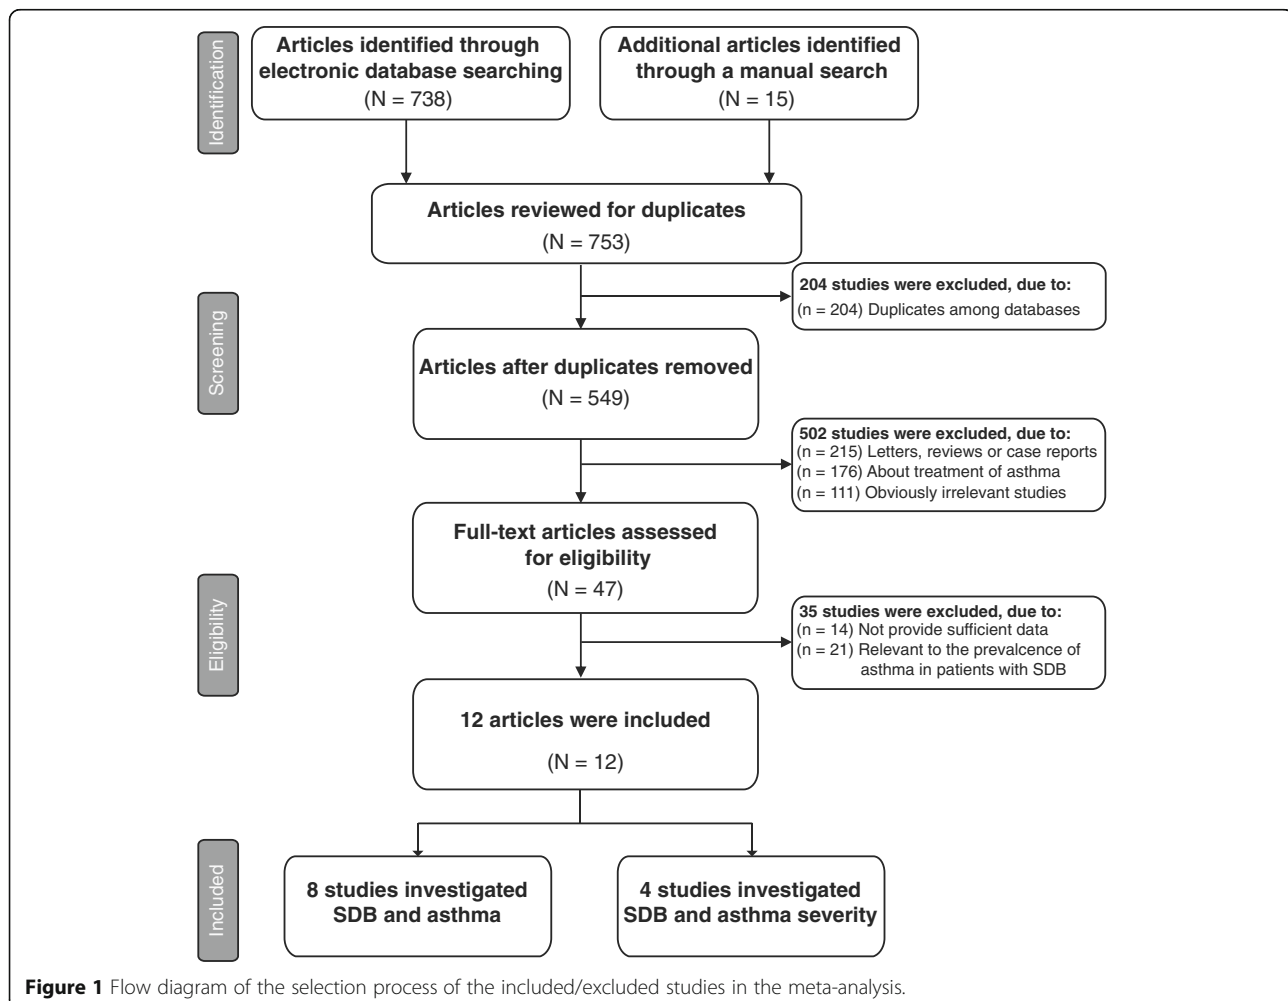 Identification
Articles identified through
electronic database searching
(N = 738)
Additional articles identified
through a manual search
(N = 15)
Articles reviewed for duplicates
(N = 753)
204 studies were excluded, due to:
(n = 204) Duplicates among databases
Screening
Articles after duplicates removed
(N = 549)
502 studies were excluded, due to:
(n = 215) Letters, reviews or case reports
(n = 176) About treatment of asthma
(n = 111) Obviously irrelevant studies
Full-text articles assessed
for eligibility
(N = 47)
Eligibility
35 studies were excluded, due to:
(n = 14) Not provide sufficient data
(n = 21) Relevant to the prevalcence of
asthma in patients with SDB
12 articles were included
(N = 12)
Included
8 studies investigated
SDB and asthma
4 studies investigated
SDB and asthma severity
Figure 1 Flow diagram of the selection process of the included/excluded studies in the meta-analysis.